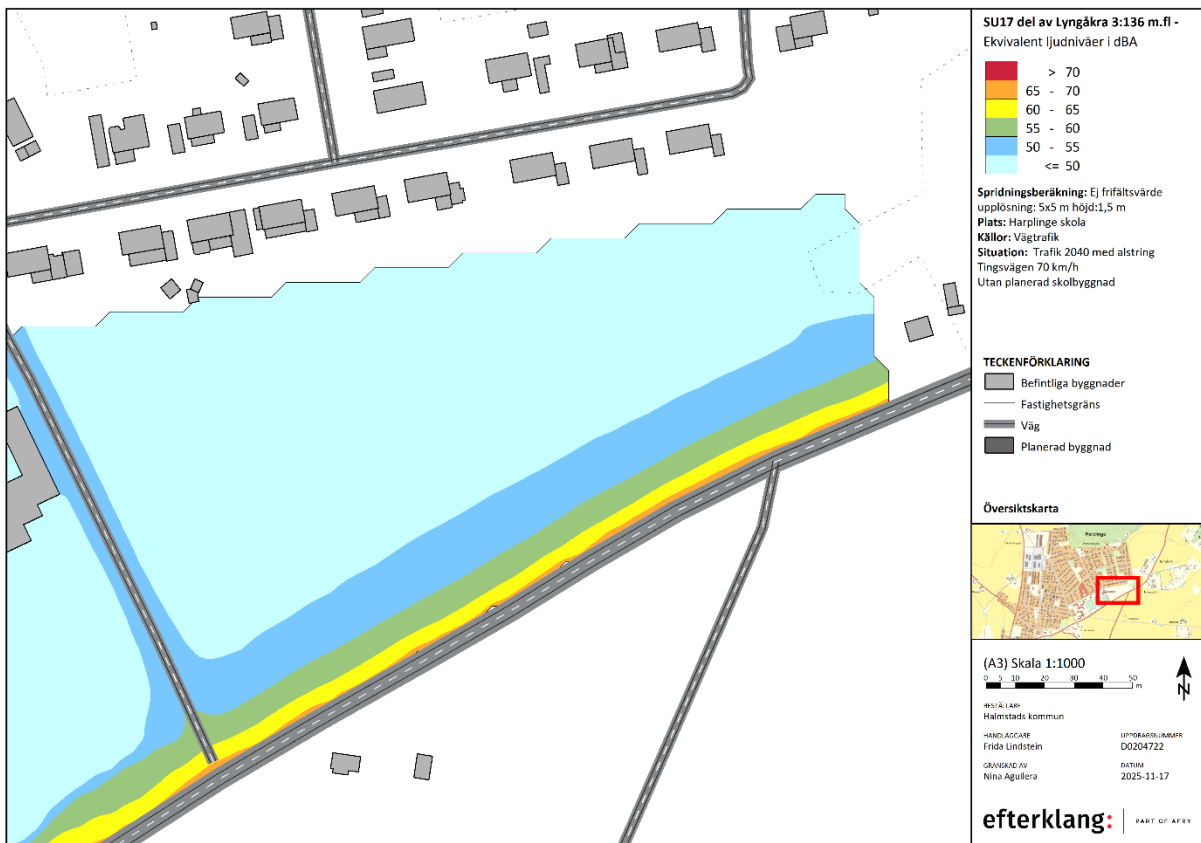 SU17 del av Lyngåkra 3:136 m.fl -
Ekvivalent ljudnivåer i dBA
> 70
65 - 70
60 - 65
55 - 60
50 - 55
<= 50
Spridningsberäkning: Ej frifältsvärde
upplösning: 5x5 m höjd:1,5 m
Plats: Harplinge skola
Källor: Vägtrafik
Situation: Trafik 2040 med alstring
Tingsvägen 70 km/h
Utan planerad skolbyggnad
TECKENFÖRKLARING
Befintliga byggnader
Fastighetsgräns
Väg
Planerad byggnad
Översiktskarta
Harplinge
(A3) Skala 1:1000
0 5 10 20 30 40 50
m
N
BESTÄLLARE
Halmstads kommun
HANDLÄGGARE UPPDRAGSNUMMER
Frida Lindstein D0204722
GRANSKAD AV DATUM
Nina Aguilera 2025-11-17
efterklang: PART OF AFRY